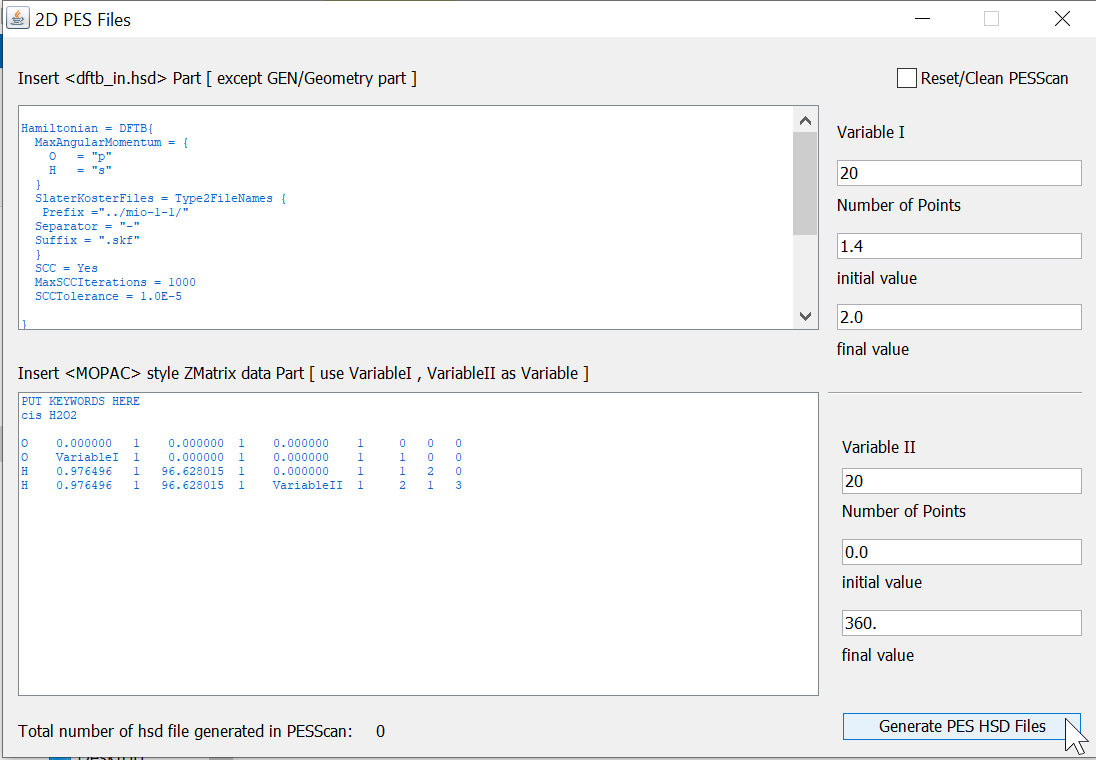 2D PES Files
Insert <dftb_in.hsd> Part [ except GEN/Geometry part ]
Reset/Clean PESScan
Hamiltonian = DFTB{
MaxAngularMomentum = {
O = "p"
H = "s"
}
SlaterKosterFiles = Type2FileNames {
Prefix ="../mio-1-1/"
Separator = "-"
Suffix = ".skf"
}
SCC = Yes
MaxSCCIterations = 1000
SCCTolerance = 1.0E-5
}
Variable I
20
Number of Points
1.4
initial value
2.0
final value
Insert <MOPAC> style ZMatrix data Part [ use VariableI , VariableII as Variable ]
PUT KEYWORDS HERE
cis H2O2
O 0.000000 1 0.000000 1 0.000000 1 0 0 0
O VariableI 1 0.000000 1 0.000000 1 1 0 0
H 0.976496 1 96.628015 1 0.000000 1 1 2 0
H 0.976496 1 96.628015 1 VariableII 1 2 1 3
Variable II
20
Number of Points
0.0
initial value
360.
final value
Total number of hsd file generated in PESScan: 0
Generate PES HSD Files